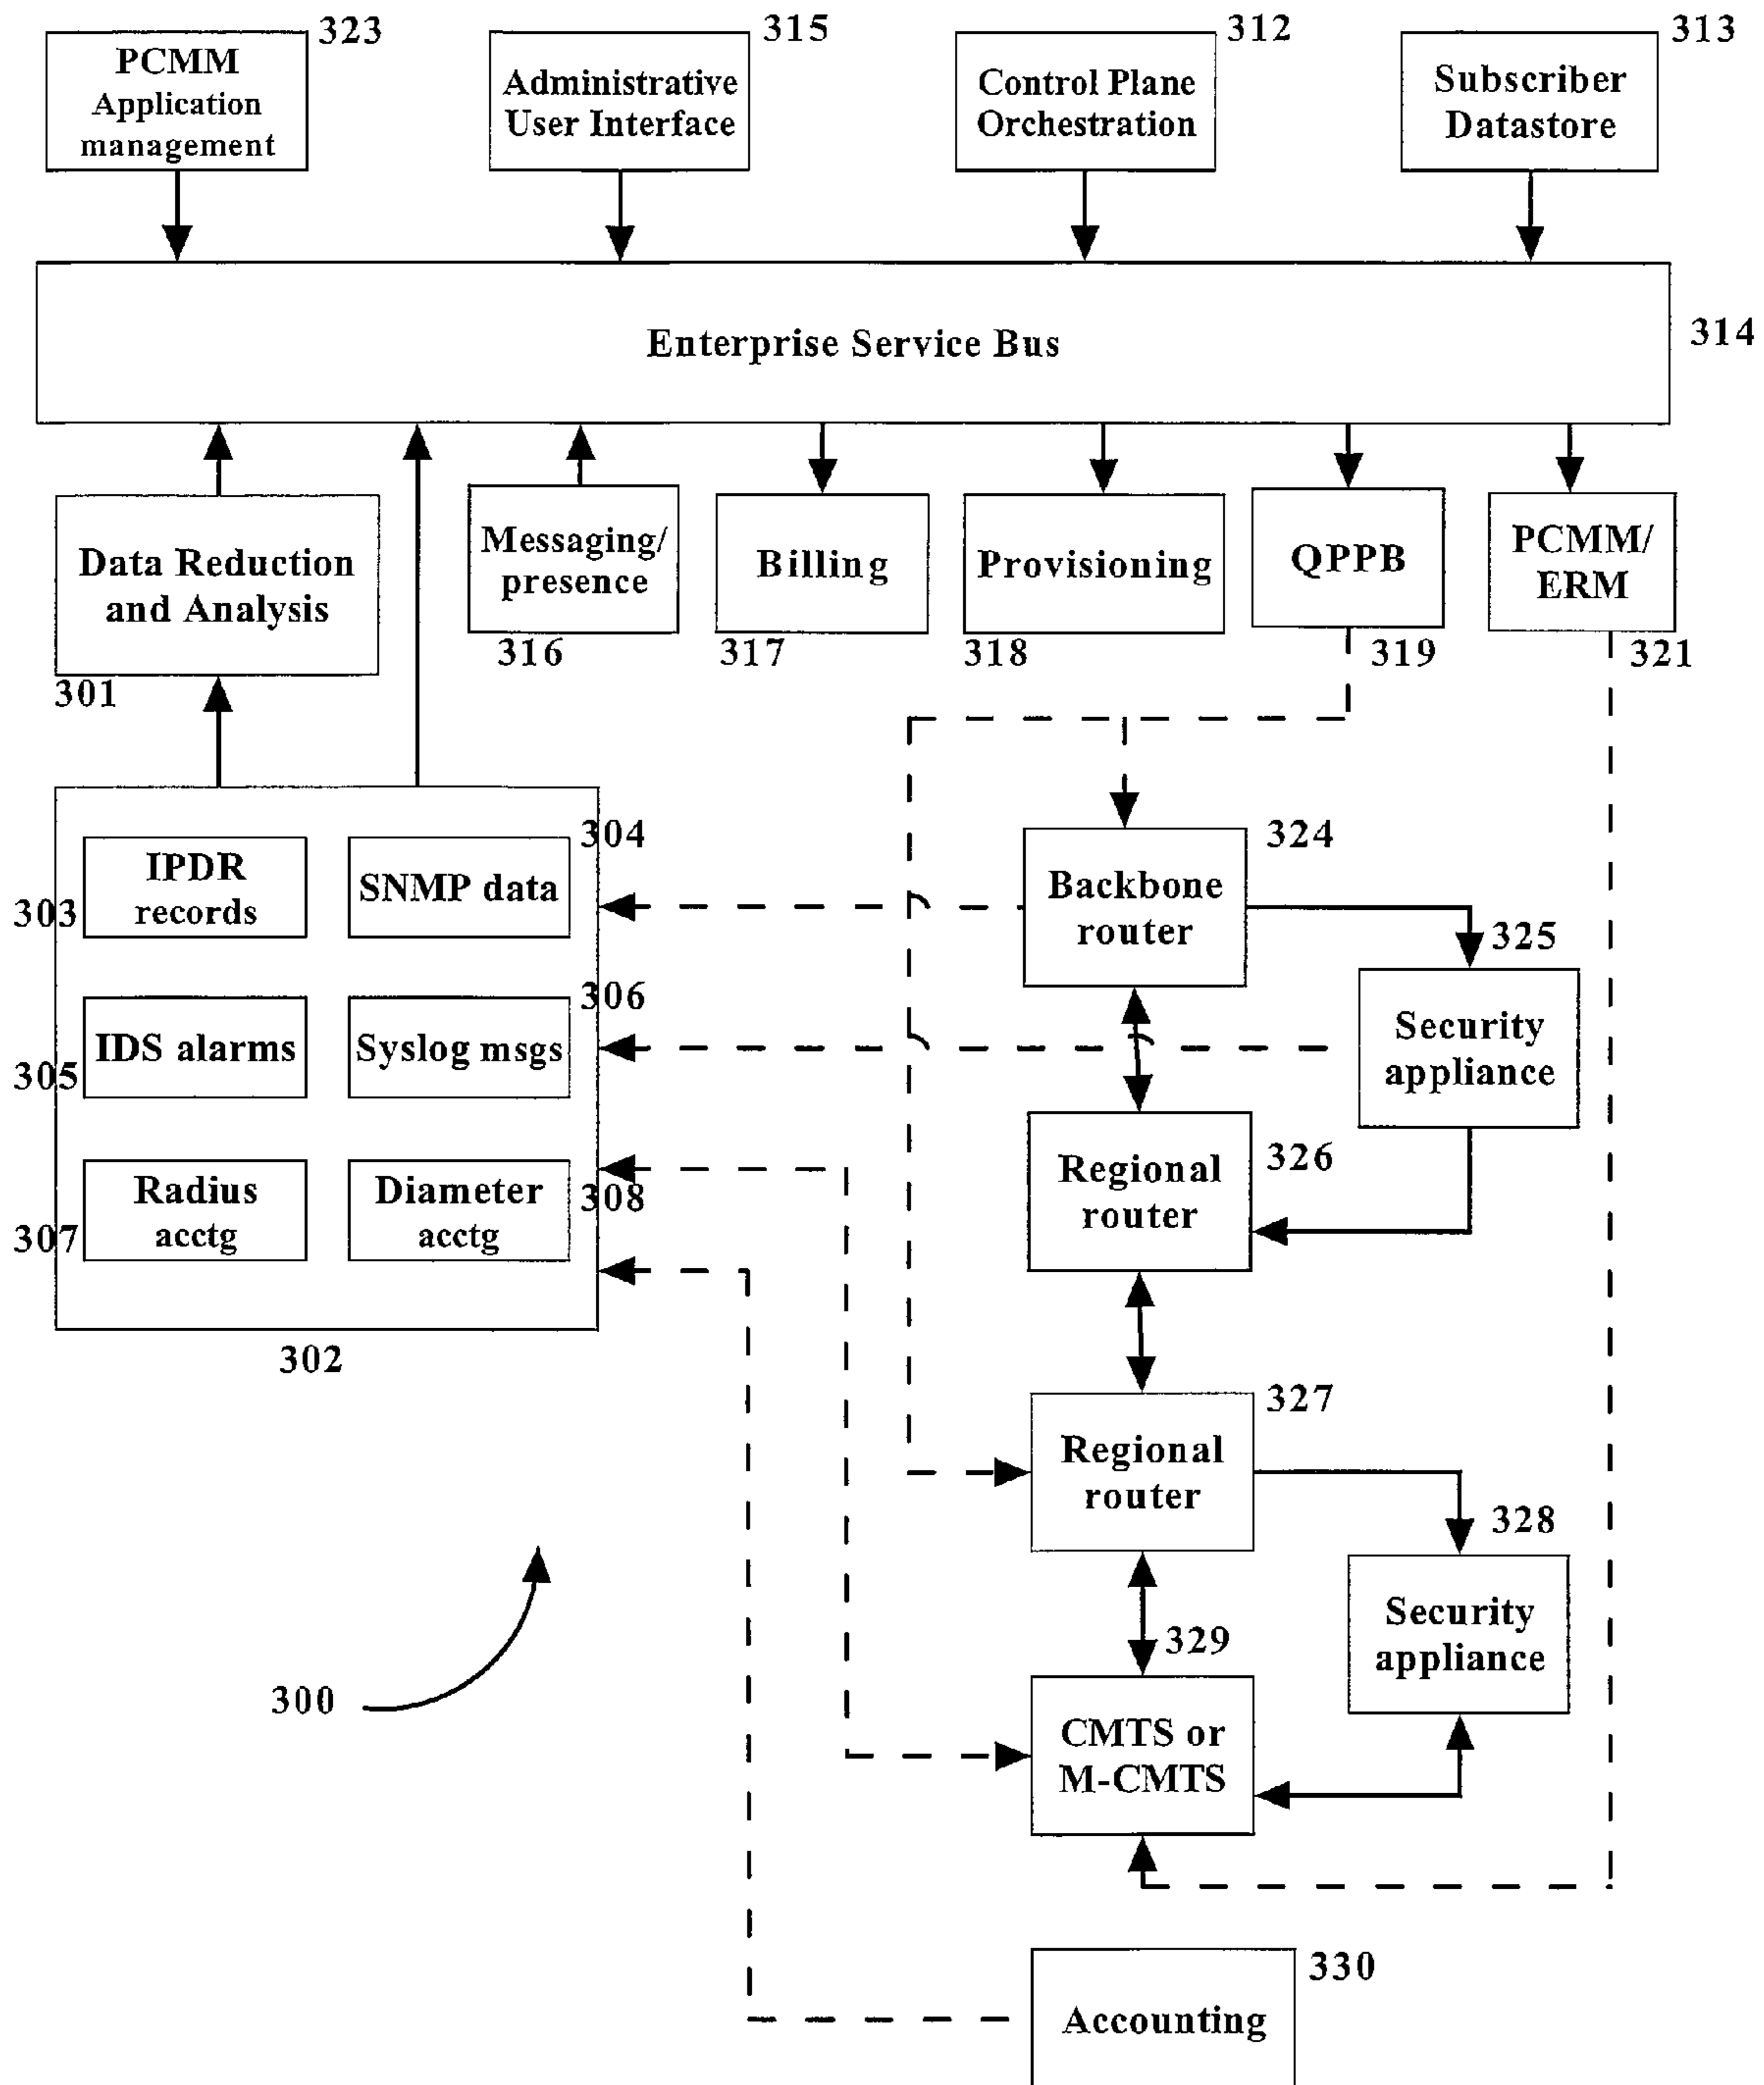 323
PCMM
Application
management
315
Administrative
User Interface
312
Control Plane
Orchestration
313
Subscriber
Datastore
Enterprise Service Bus
314
Data Reduction
and Analysis
301
Messaging/
presence
316
Billing
317
Provisioning
318
QPPB
319
PCMM/
ERM
321
IPDR
records
303
SNMP data
304
IDS alarms
305
Syslog msgs
306
Radius
acctg
307
Diameter
acctg
308
302
Backbone
router
324
Security
appliance
325
Regional
router
326
Regional
router
327
Security
appliance
328
329
CMTS or
M-CMTS
300
Accounting
330